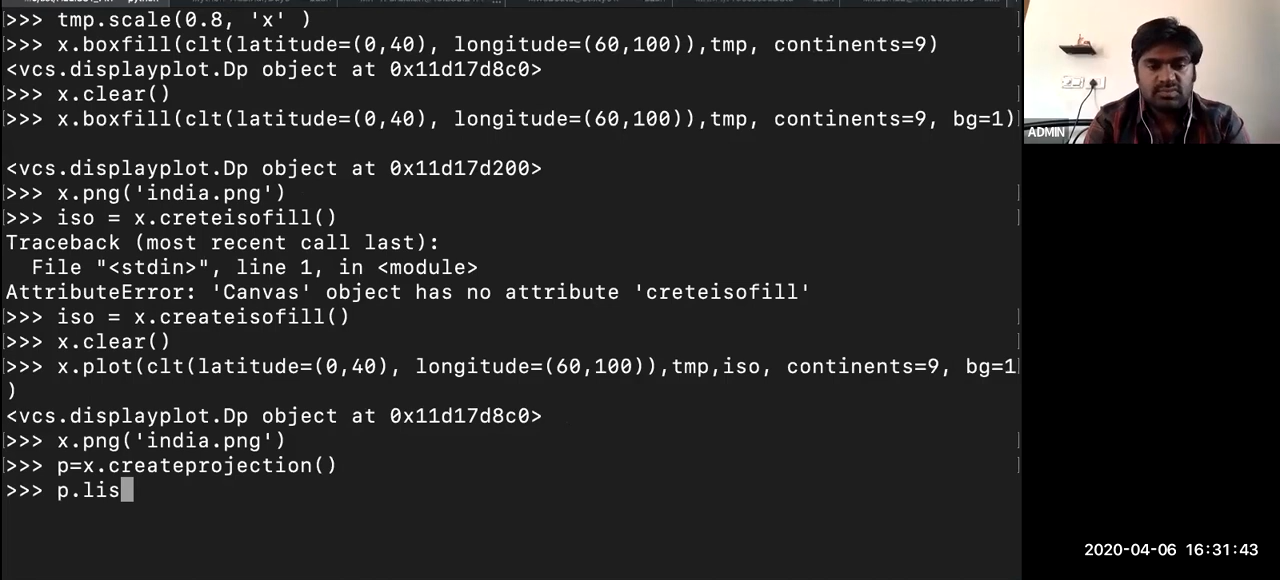 >>> tmp.scale(0.8, 'x' )
>>> x.boxfill(clt(latitude=(0,40), longitude=(60,100)),tmp, continents=9)
<vcs.displayplot.Dp object at 0x11d17d8c0>
>>> x.clear()
>>> x.boxfill(clt(latitude=(0,40), longitude=(60,100)),tmp, continents=9, bg=1)
<vcs.displayplot.Dp object at 0x11d17d200>
>>> x.png('india.png')
>>> iso = x.creteisofill()
Traceback (most recent call last):
  File "<stdin>", line 1, in <module>
AttributeError: 'Canvas' object has no attribute 'creteisofill'
>>> iso = x.createisofill()
>>> x.clear()
>>> x.plot(clt(latitude=(0,40), longitude=(60,100)),tmp,iso, continents=9, bg=1
)
<vcs.displayplot.Dp object at 0x11d17d8c0>
>>> x.png('india.png')
>>> p=x.createprojection()
>>> p.lis
ADMIN
2020-04-06 16:31:43